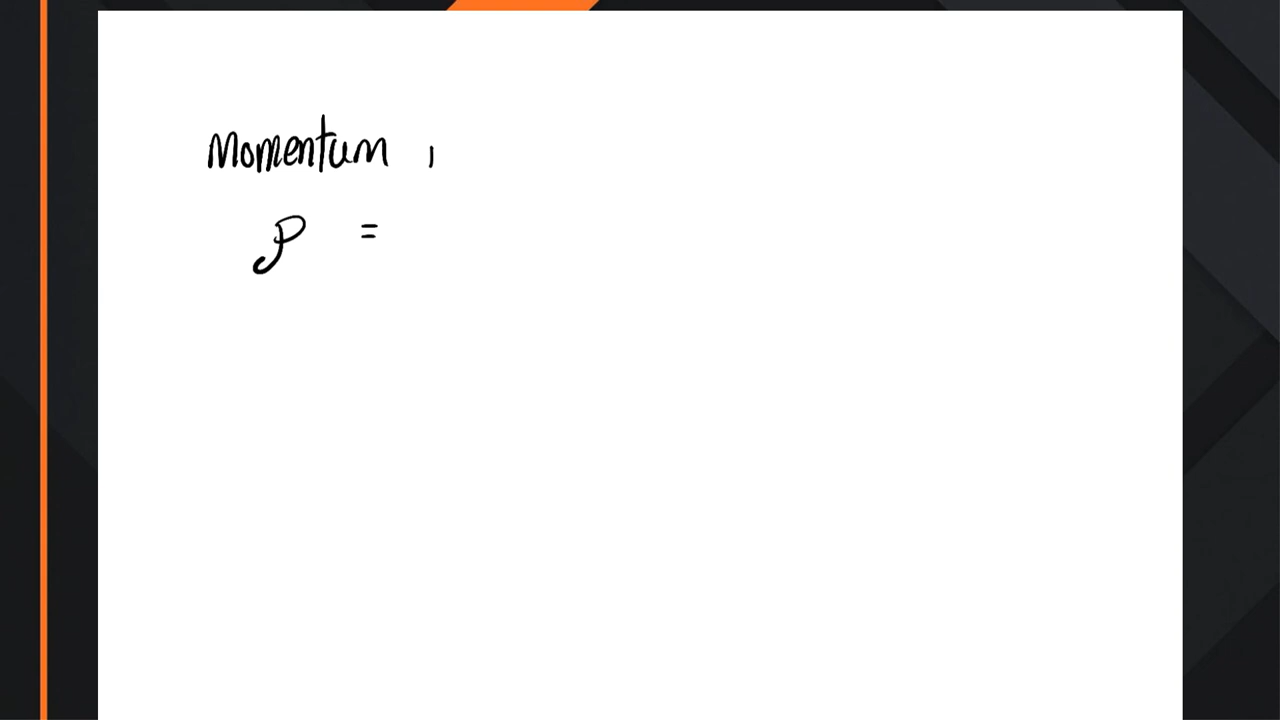 Momentum ,
P =